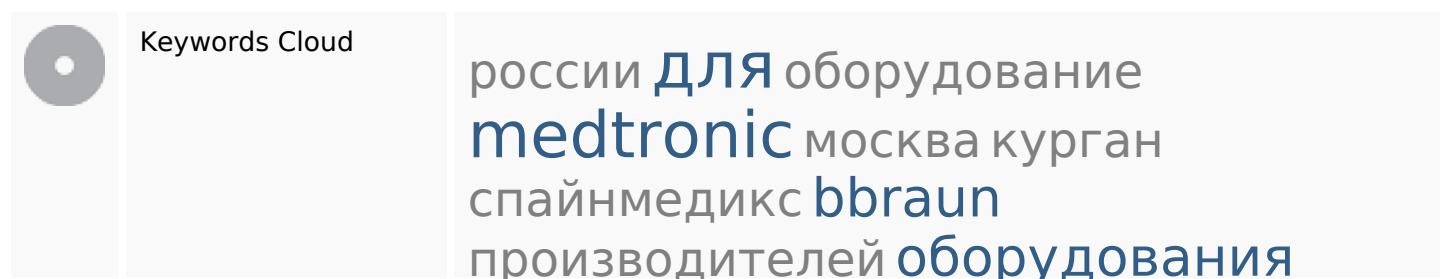 Keywords Cloud
россии для оборудование
medtronic москва курган
спайнмедикс bbraun
производителей оборудования